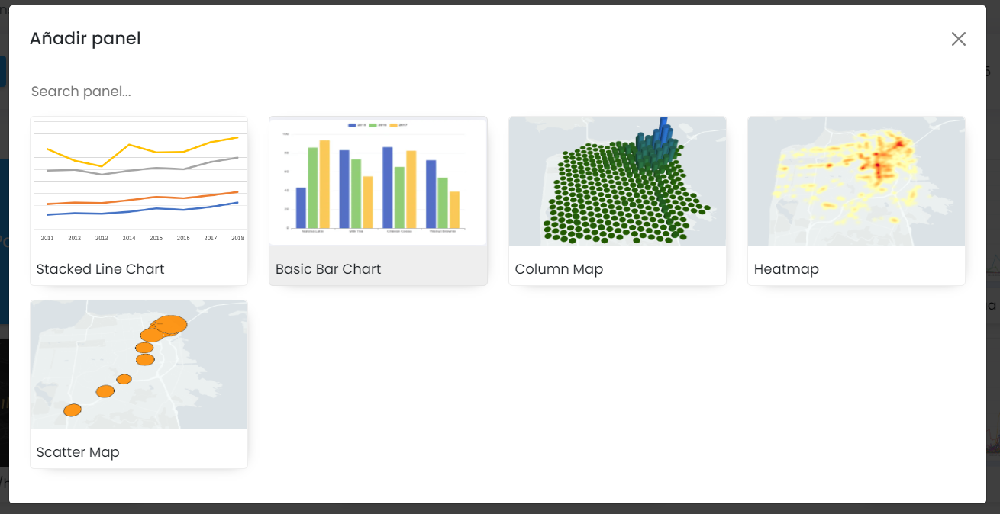 Añadir panel
Search panel...
2011 2012 2013 2014 2015 2016 2017 2018
Stacked Line Chart
2015 2016 2017
100
80
60
40
20
0
Matcha Latte Milk Tea Cheese Cocoa Walnut Brownie
Basic Bar Chart
Column Map
Heatmap
Scatter Map